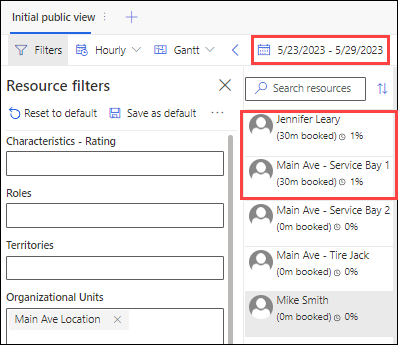 Initial public view
Filters
Hourly
Gantt
5/23/2023 - 5/29/2023
Resource filters
Reset to default
Save as default
Characteristics - Rating
Roles
Territories
Organizational Units
Main Ave Location
Search resources
Jennifer Leary
(30m booked) 1%
Main Ave - Service Bay 1
(30m booked) 1%
Main Ave - Service Bay 2
(0m booked) 0%
Main Ave - Tire Jack
(0m booked) 0%
Mike Smith
(0m booked) 0%